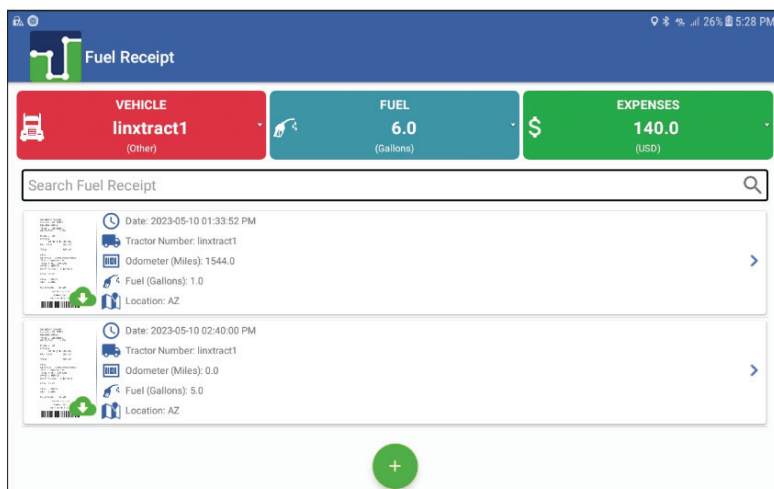 26% 5:28 PM
Fuel Receipt
VEHICLE
linxtract1
(Other)
FUEL
6.0
(Gallons)
EXPENSES
$ 140.0
(USD)
Search Fuel Receipt
Date: 2023-05-10 01:33:52 PM
Tractor Number: linxtract1
Odometer (Miles): 1544.0
Fuel (Gallons): 1.0
Location: AZ
Date: 2023-05-10 02:40:00 PM
Tractor Number: linxtract1
Odometer (Miles): 0.0
Fuel (Gallons): 5.0
Location: AZ
+